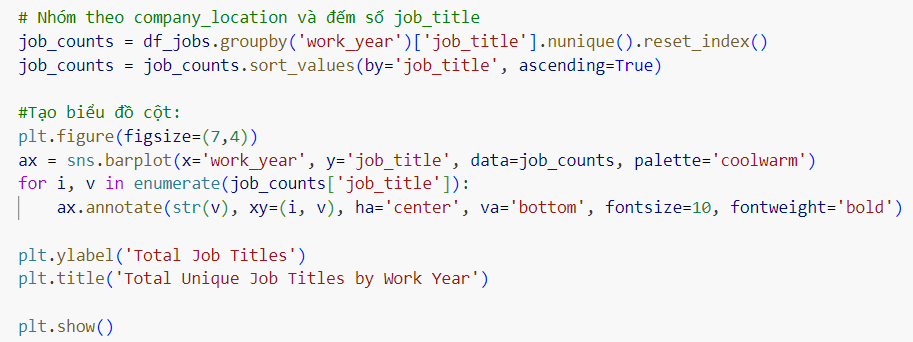 # Nhóm theo company_location và đếm số job_title
job_counts = df_jobs.groupby('work_year')['job_title'].nunique().reset_index()
job_counts = job_counts.sort_values(by='job_title', ascending=True)
#Tạo biểu đồ cột:
plt.figure(figsize=(7,4))
ax = sns.barplot(x='work_year', y='job_title', data=job_counts, palette='coolwarm')
for i, v in enumerate(job_counts['job_title']):
    ax.annotate(str(v), xy=(i, v), ha='center', va='bottom', fontsize=10, fontweight='bold')
plt.ylabel('Total Job Titles')
plt.title('Total Unique Job Titles by Work Year')
plt.show()